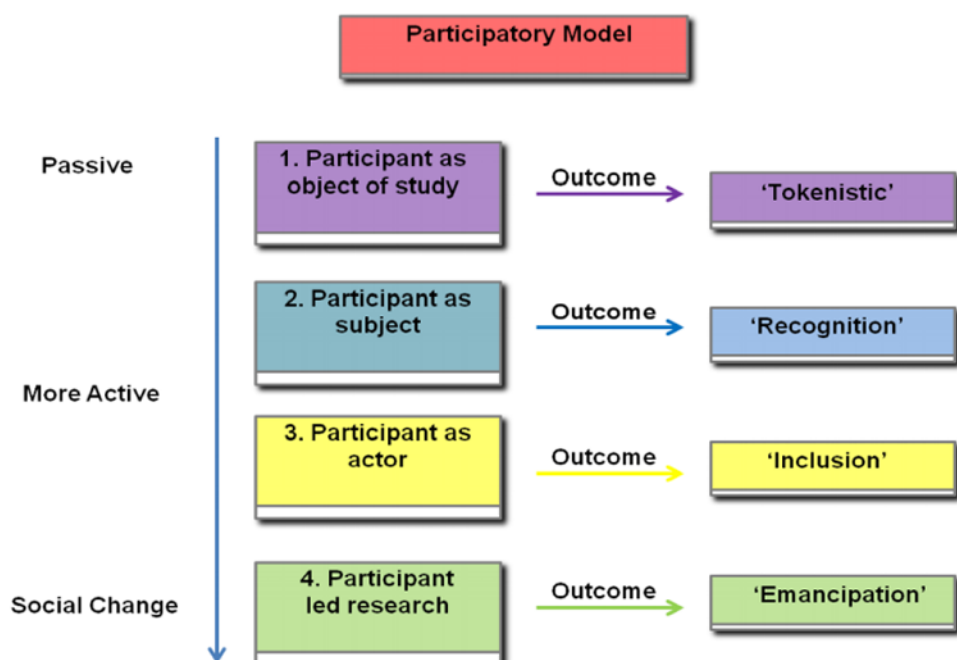 Participatory Model
Passive
1. Participant as
object of study
Outcome
‘Tokenistic’
2. Participant as
subject
Outcome
‘Recognition’
More Active
3. Participant as
actor
Outcome
‘Inclusion’
Social Change
4. Participant
led research
Outcome
‘Emancipation’